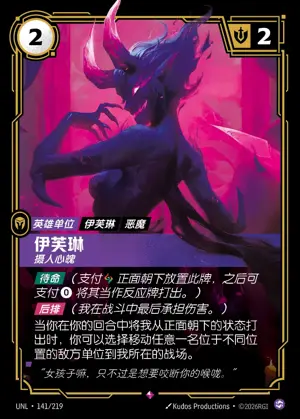 2
2
英雄单位 伊芙琳 恶魔
伊芙琳
摄人心魄
待命 (支付 正面朝下放置此牌，之后可
支付0 将其当作反应牌打出。)
后排 (我在战斗中最后承担伤害。)
当你在你的回合中将我从正面朝下的状态打
出时，你可以选择移动任意一名位于不同位
置的敌方单位到我所在的战场。
“女孩子嘛，只不过是想要咬断你的喉咙。”
UNL · 141/219
Kudos Productions · ©2026RGI